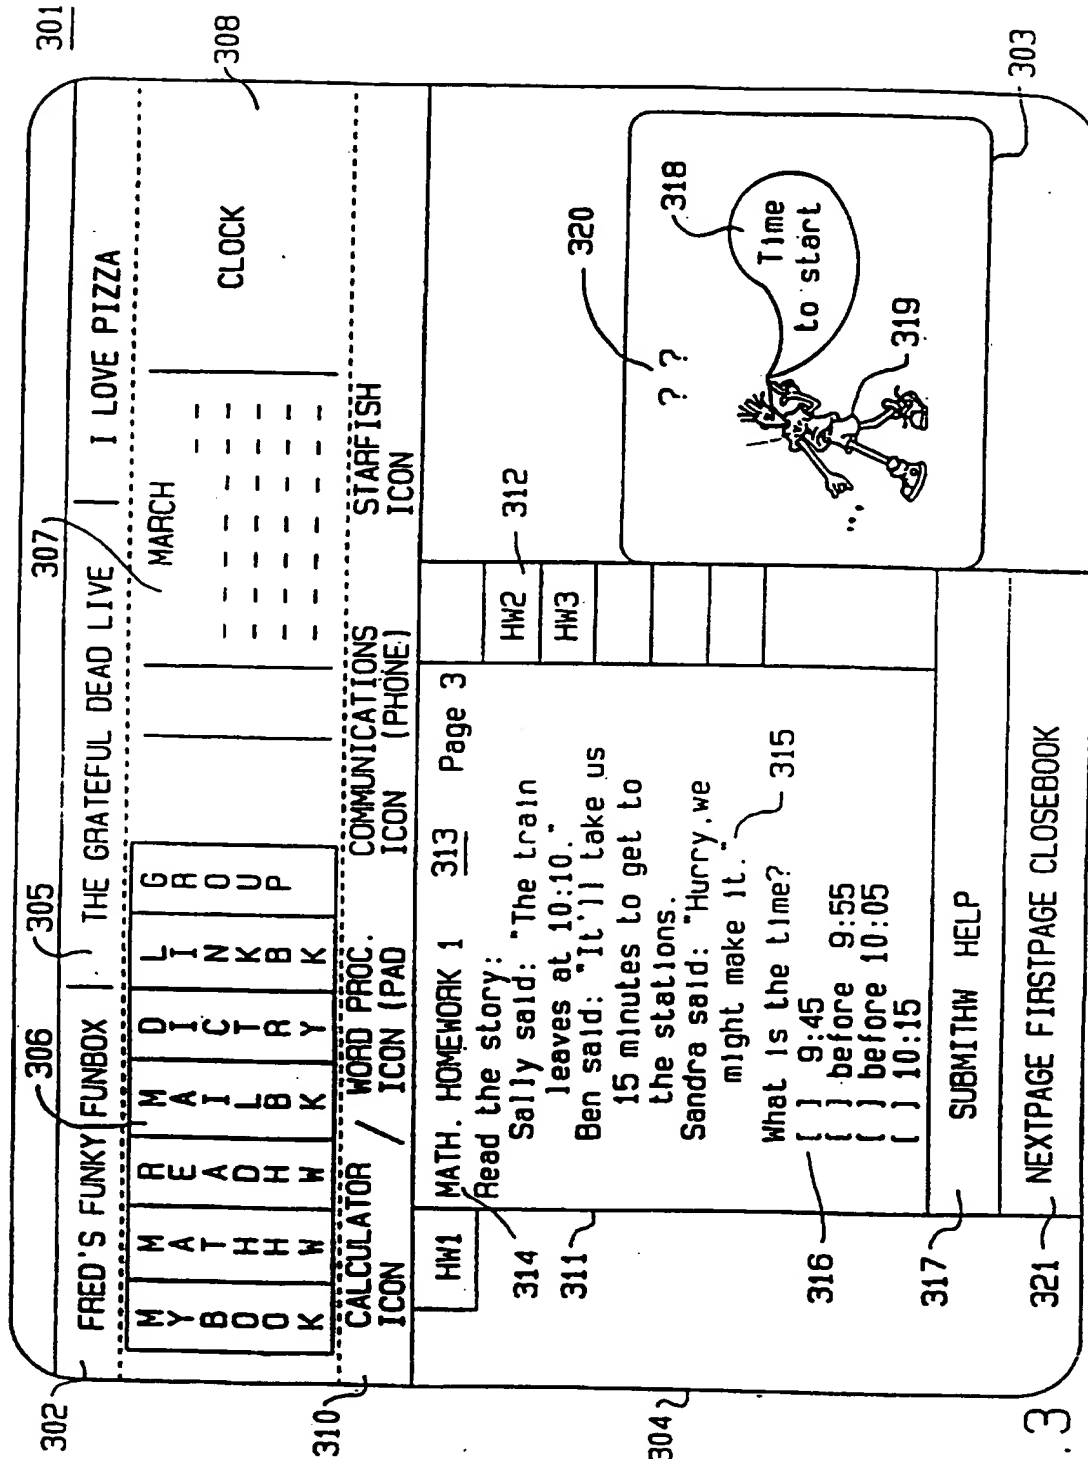 301
302
305
307
306
308
FRED'S FUNKY FUNBOX | THE GRATEFUL DEAD LIVE | I LOVE PIZZA
M M R M D L G
Y A E A I I R
B T A I C N O
O H D L T K U
O H H B R B P
K W W K Y K
MARCH
CLOCK
310
CALCULATOR / WORD PROC. COMMUNICATIONS STARFISH
ICON ICON (PAD ICON (PHONE) ICON
HW1
314
311
304
MATH. HOMEWORK 1 313 Page 3
Read the story:
Sally said: "The train
leaves at 10:10."
Ben said: "It'll take us
15 minutes to get to
the stations.
Sandra said: "Hurry,we
might make it."
315
What is the time?
[ ] 9:45
[ ] before 9:55
[ ] before 10:05
[ ] 10:15
316
HW2
HW3
312
320
? ?
318
Time
to start
319
303
317
SUBMITHW HELP
321
NEXTPAGE FIRSTPAGE CLOSEBOOK
. 3